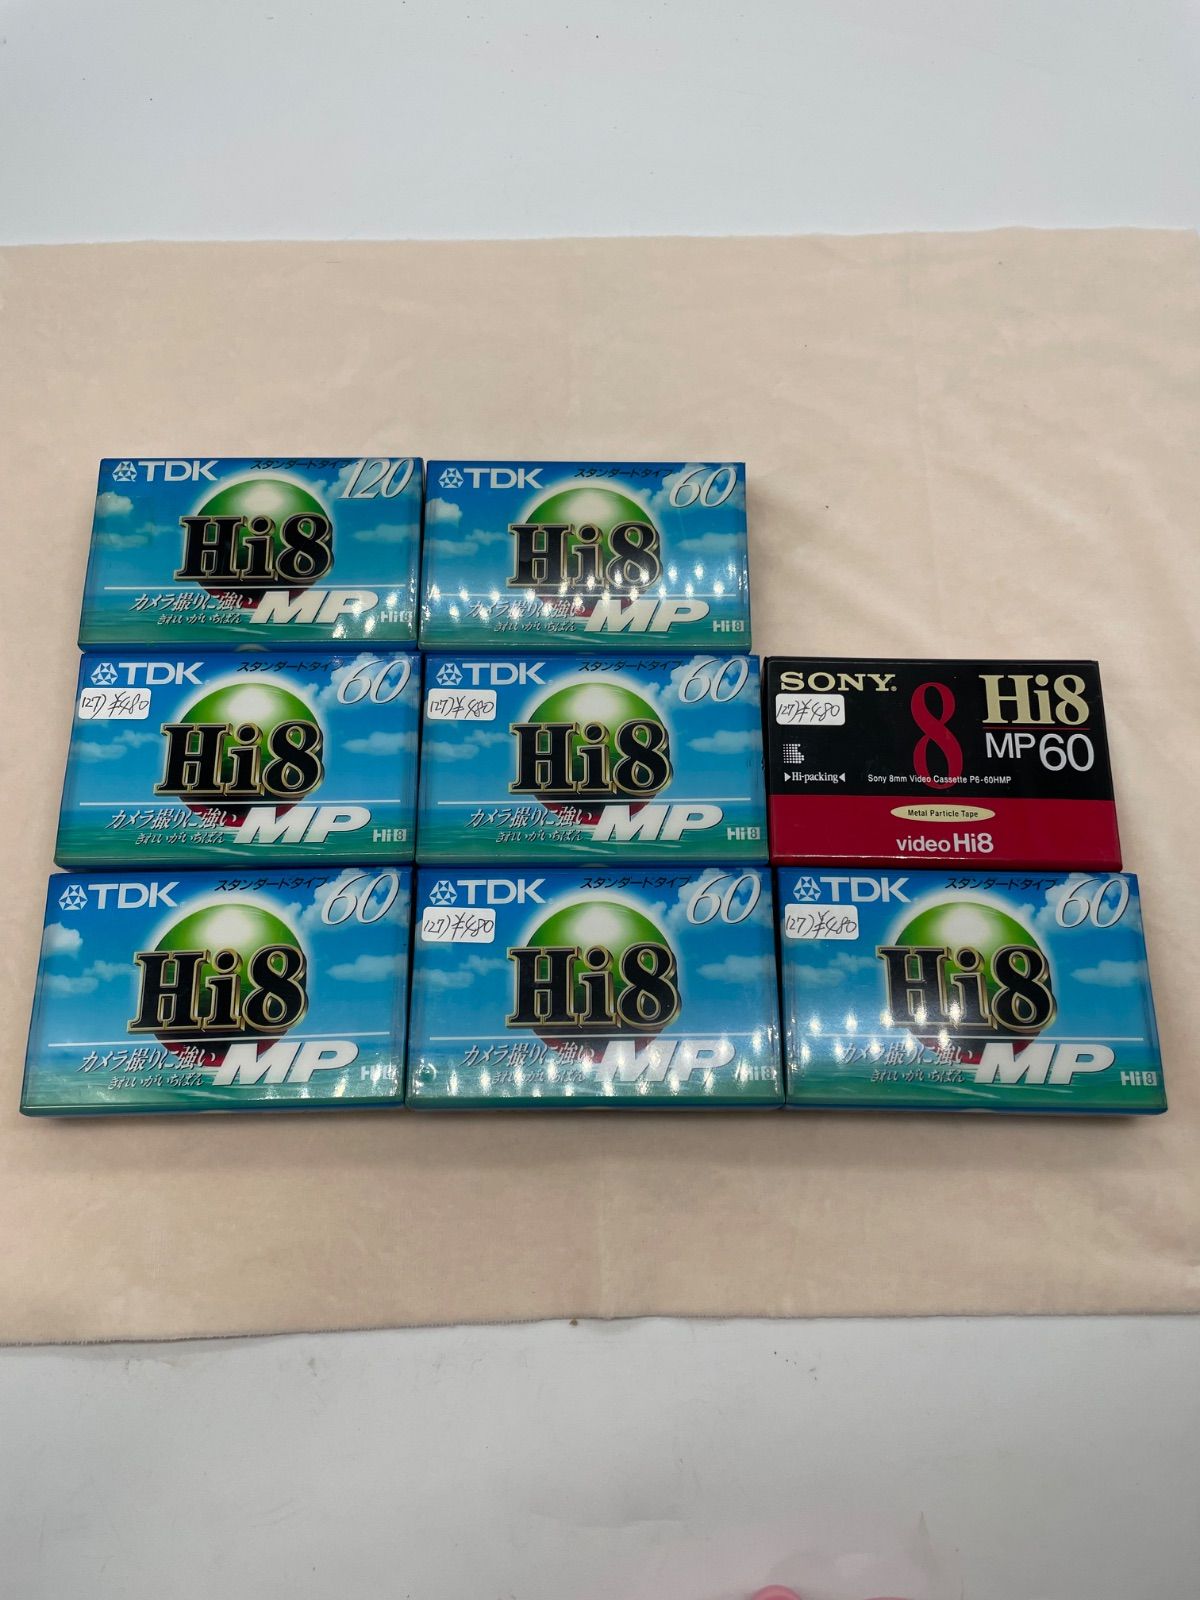 TDK スタンダードタイプ 120
Hi8
カメラ撮りに強い
きれいがいちばん
MP Hi8
TDK スタンダードタイプ 60
Hi8
カメラ撮りに強い
きれいがいちばん
MP Hi8
TDK スタンダードタイプ 60
127)¥480
Hi8
カメラ撮りに強い
きれいがいちばん
MP Hi8
TDK スタンダードタイプ 60
127)¥480
Hi8
カメラ撮りに強い
きれいがいちばん
MP Hi8
SONY.
127)¥480
8
Hi8
MP60
Hi-packing
Sony 8mm Video Cassette P6-60HMP
Metal Particle Tape
video Hi8
TDK スタンダードタイプ 60
Hi8
カメラ撮りに強い
きれいがいちばん
MP Hi8
TDK スタンダードタイプ 60
127)¥480
Hi8
カメラ撮りに強い
きれいがいちばん
MP Hi8
TDK スタンダードタイプ 60
127)¥480
Hi8
カメラ撮りに強い
きれいがいちばん
MP Hi8